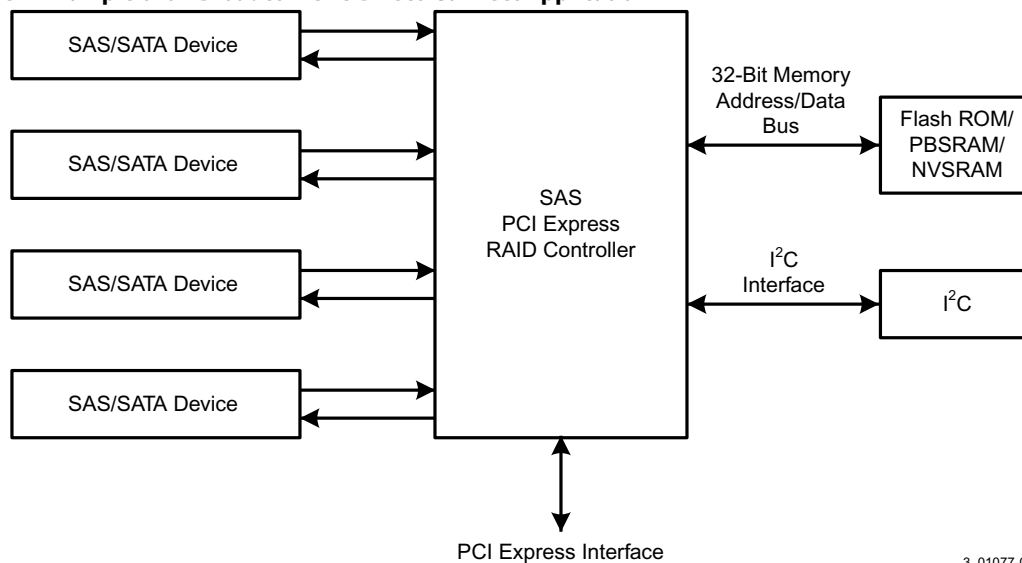 SAS/SATA Device
SAS/SATA Device
SAS/SATA Device
SAS/SATA Device
SAS
PCI Express
RAID Controller
32-Bit Memory
Address/Data
Bus
Flash ROM/
PBSRAM/
NVSRAM
I²C
Interface
I²C
PCI Express Interface